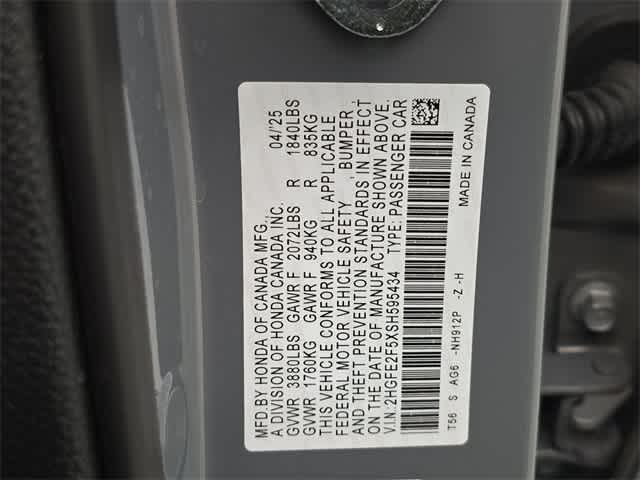 MFD.BY HONDA OF CANADA MFG.,
A DIVISION OF HONDA CANADA INC. 04/'25
GVWR 3880LBS GAWR F 2072LBS R 1840LBS
GVWR 1760KG GAWR F 940KG R 835KG
THIS VEHICLE CONFORMS TO ALL APPLICABLE
FEDERAL MOTOR VEHICLE SAFETY , BUMPER ,
AND THEFT PREVENTION STANDARDS IN EFFECT
ON THE DATE OF MANUFACTURE SHOWN ABOVE.
V.I.N.:2HGFE2F5XSH595434 TYPE: PASSENGER CAR
T56 S AG6 -NH912P -Z -H
MADE IN CANADA